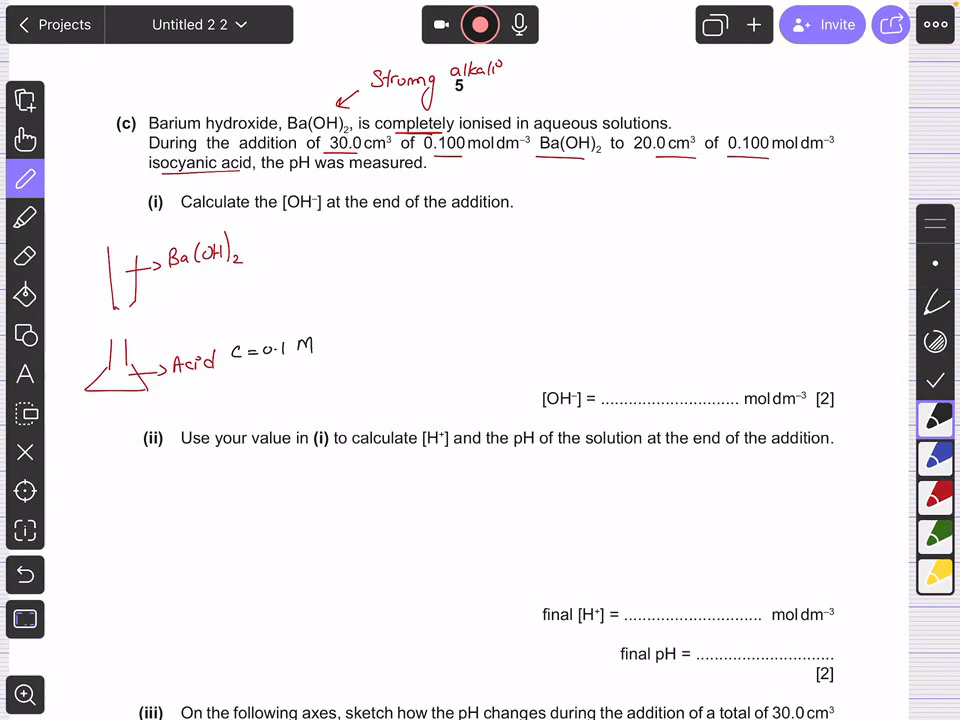 Projects
Untitled 2 2
Invite
Strong alkali
5
(c) Barium hydroxide, Ba(OH)₂, is completely ionised in aqueous solutions.
During the addition of 30.0 cm³ of 0.100 mol dm⁻³ Ba(OH)₂ to 20.0 cm³ of 0.100 mol dm⁻³
isocyanic acid, the pH was measured.
(i) Calculate the [OH⁻] at the end of the addition.
Ba(OH)₂
Acid C = 0.1 M
[OH⁻] = .............................. mol dm⁻³ [2]
(ii) Use your value in (i) to calculate [H⁺] and the pH of the solution at the end of the addition.
final [H⁺] = .............................. mol dm⁻³
final pH = ..............................
[2]
(iii) On the following axes, sketch how the pH changes during the addition of a total of 30.0 cm³